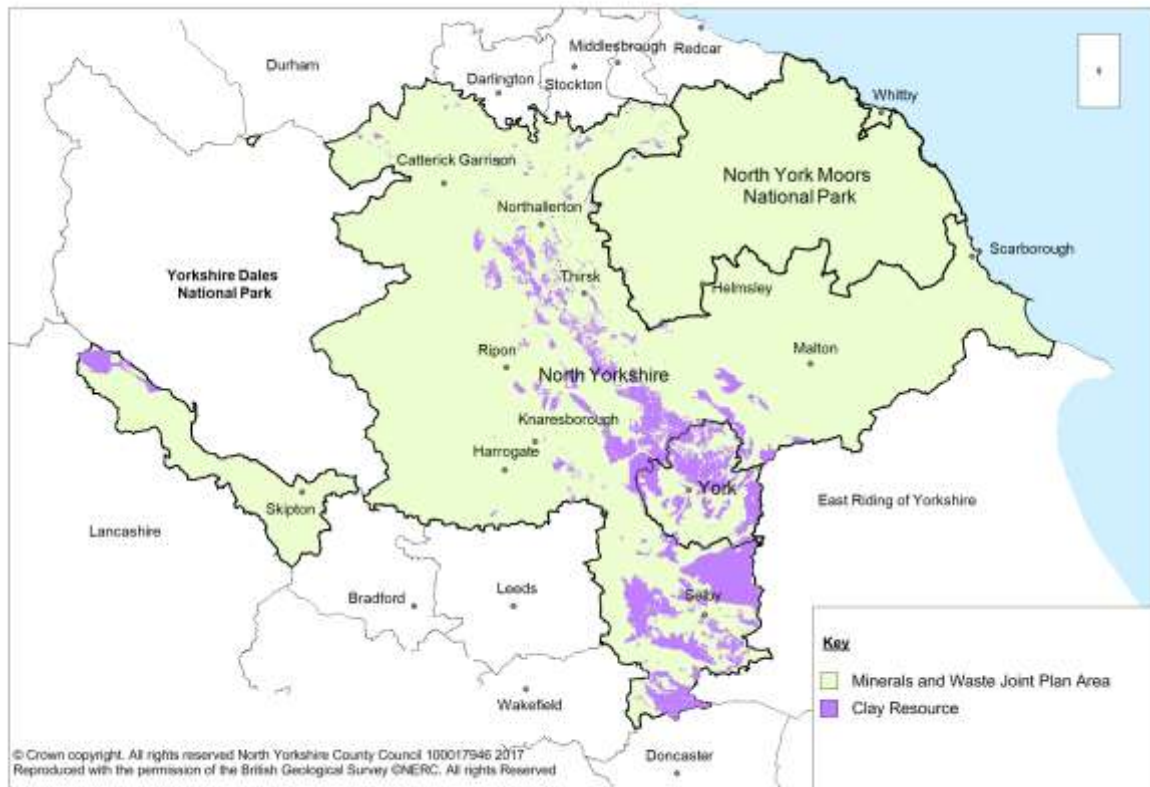 Durham
Middlesbrough
Redcar
Darlington
Stockton
Whitby
Catterick Garrison
North York Moors
National Park
Northallerton
Scarborough
Yorkshire Dales
National Park
Thirsk
Helmsley
Ripon
Malton
North Yorkshire
Knaresborough
Harrogate
York
Skipton
East Riding of Yorkshire
Lancashire
Bradford
Leeds
Selby
Key
Minerals and Waste Joint Plan Area
Clay Resource
Wakefield
Doncaster
© Crown copyright. All rights reserved North Yorkshire County Council 100017946 2017
Reproduced with the permission of the British Geological Survey ©NERC. All rights Reserved